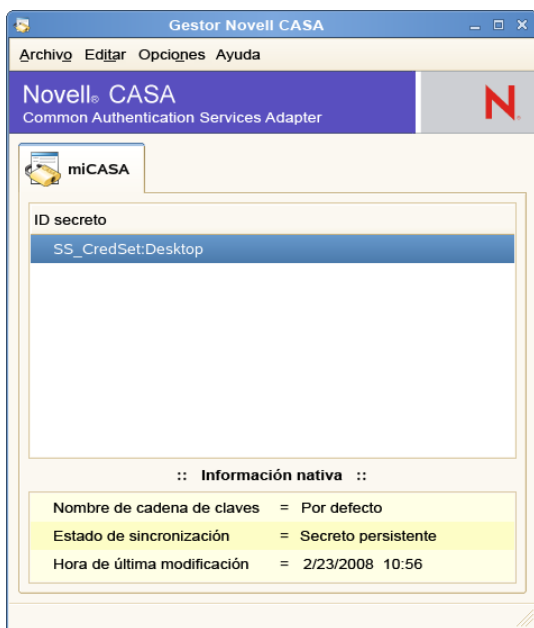 Gestor Novell CASA
Archivo Editar Opciones Ayuda
Novell® CASA
Common Authentication Services Adapter
N®
miCASA
ID secreto
SS_CredSet:Desktop
:: Información nativa ::
Nombre de cadena de claves = Por defecto
Estado de sincronización = Secreto persistente
Hora de última modificación = 2/23/2008 10:56